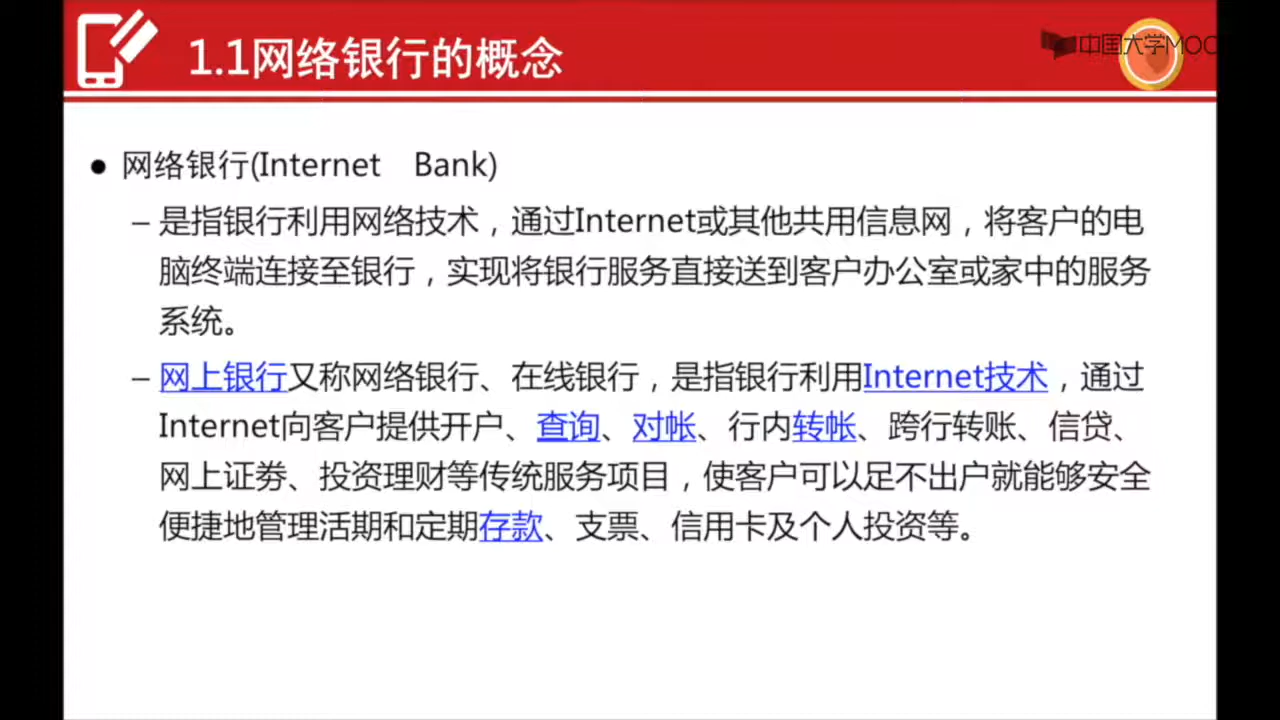 1.1网络银行的概念
中国大学MOO
● 网络银行(Internet Bank)
– 是指银行利用网络技术，通过Internet或其他共用信息网，将客户的电
脑终端连接至银行，实现将银行服务直接送到客户办公室或家中的服务
系统。
– 网上银行又称网络银行、在线银行，是指银行利用Internet技术，通过
Internet向客户提供开户、查询、对帐、行内转帐、跨行转账、信贷、
网上证券、投资理财等传统服务项目，使客户可以足不出户就能够安全
便捷地管理活期和定期存款、支票、信用卡及个人投资等。